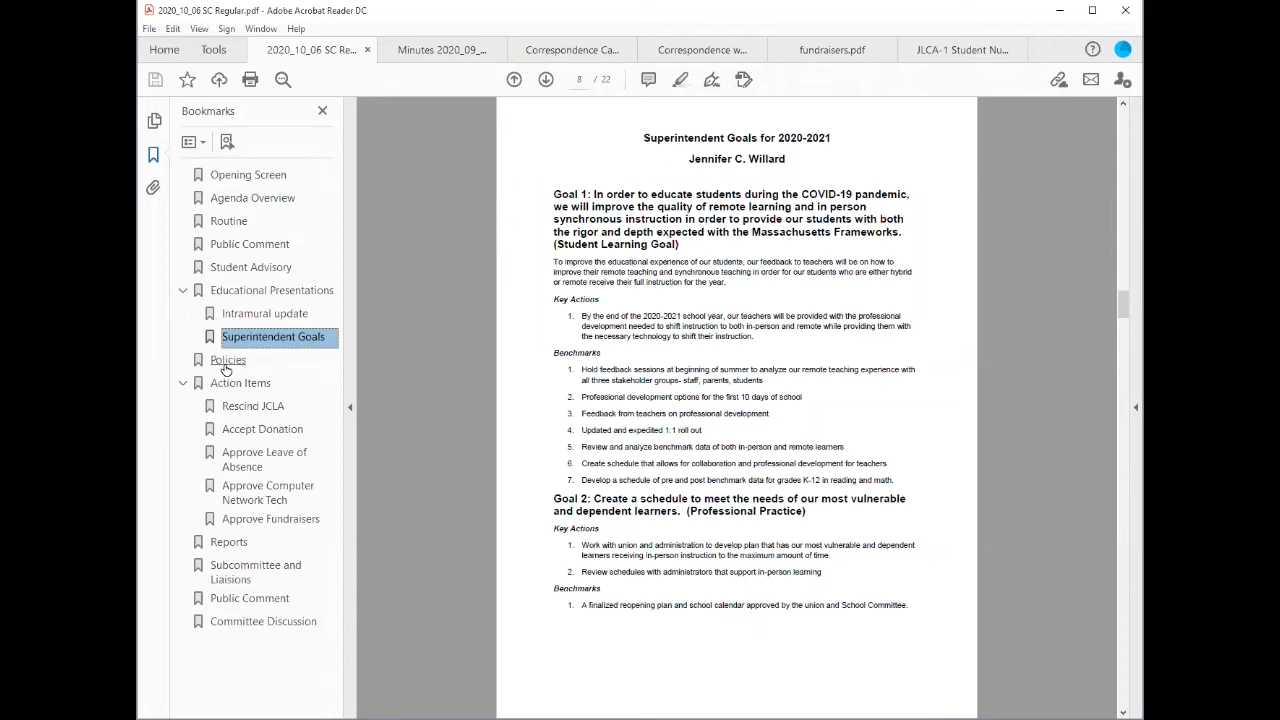 2020_10_06 SC Regular.pdf - Adobe Acrobat Reader DC
File Edit View Sign Window Help
Home Tools 2020_10_06 SC Re... × Minutes 2020_09_... Correspondence Ca... Correspondence w... fundraisers.pdf JLCA-1 Student Nu...
8 / 22
Bookmarks
Opening Screen
Agenda Overview
Routine
Public Comment
Student Advisory
Educational Presentations
Intramural update
Superintendent Goals
Policies
Action Items
Rescind JCLA
Accept Donation
Approve Leave of
Absence
Approve Computer
Network Tech
Approve Fundraisers
Reports
Subcommittee and
Liaisions
Public Comment
Committee Discussion
Superintendent Goals for 2020-2021
Jennifer C. Willard
Goal 1: In order to educate students during the COVID-19 pandemic,
we will improve the quality of remote learning and in person
synchronous instruction in order to provide our students with both
the rigor and depth expected with the Massachusetts Frameworks.
(Student Learning Goal)
To improve the educational experience of our students, our feedback to teachers will be on how to
improve their remote teaching and synchronous teaching in order for our students who are either hybrid
or remote receive their full instruction for the year.
Key Actions
1. By the end of the 2020-2021 school year, our teachers will be provided with the professional
development needed to shift instruction to both in-person and remote while providing them with
the necessary technology to shift their instruction.
Benchmarks
1. Hold feedback sessions at beginning of summer to analyze our remote teaching experience with
all three stakeholder groups- staff, parents, students
2. Professional development options for the first 10 days of school
3. Feedback from teachers on professional development
4. Updated and expedited 1:1 roll out
5. Review and analyze benchmark data of both in-person and remote learners
6. Create schedule that allows for collaboration and professional development for teachers
7. Develop a schedule of pre and post benchmark data for grades K-12 in reading and math.
Goal 2: Create a schedule to meet the needs of our most vulnerable
and dependent learners. (Professional Practice)
Key Actions
1. Work with union and administration to develop plan that has our most vulnerable and dependent
learners receiving in-person instruction to the maximum amount of time.
2. Review schedules with administrators that support in-person learning
Benchmarks
1. A finalized reopening plan and school calendar approved by the union and School Committee.